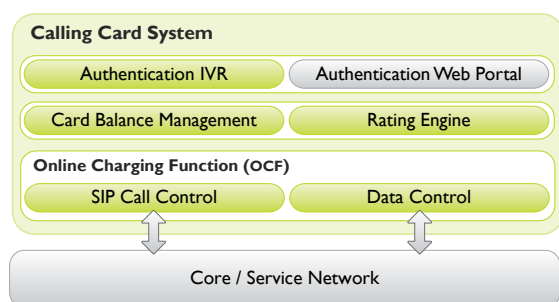 Calling Card System
Authentication IVR
Authentication Web Portal
Card Balance Management
Rating Engine
Online Charging Function (OCF)
SIP Call Control
Data Control
Core / Service Network